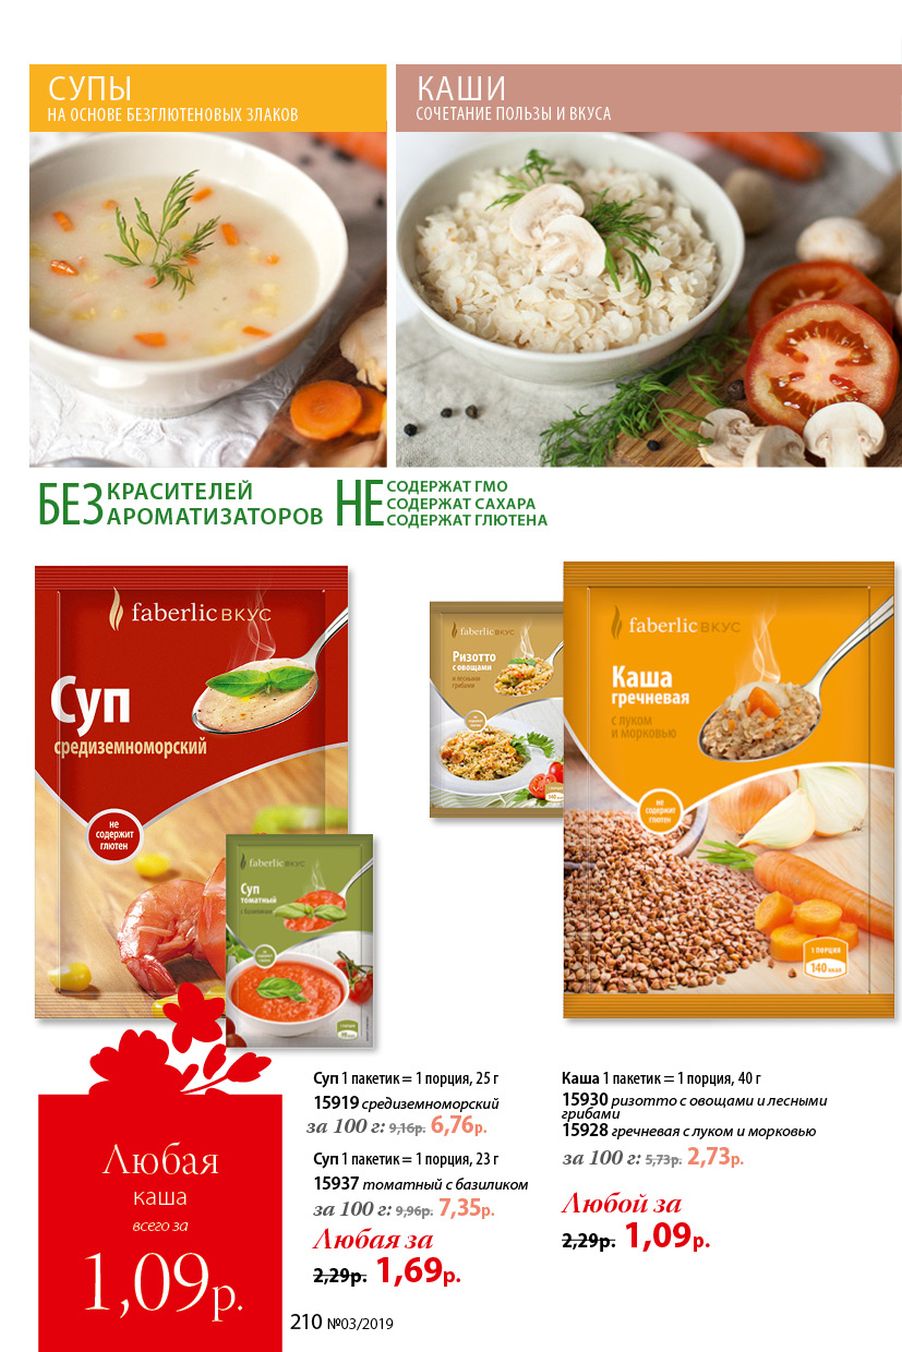 СУПЫ
НА ОСНОВЕ БЕЗГЛЮТЕНОВЫХ ЗЛАКОВ
КАШИ
СОЧЕТАНИЕ ПОЛЬЗЫ И ВКУСА
БЕЗ КРАСИТЕЛЕЙ
АРОМАТИЗАТОРОВ
НЕ СОДЕРЖАТ ГМО
СОДЕРЖАТ САХАРА
СОДЕРЖАТ ГЛЮТЕНА
faberlic ВКУС
Суп
средиземноморский
не
содержит
глютен
faberlic ВКУС
Суп
томатный
с базиликом
faberlic ВКУС
Ризотто
с овощами
и лесными
грибами
faberlic ВКУС
Каша
гречневая
с луком
и морковью
не
содержит
глютен
1 ПОРЦИЯ
140 ккал
Любая
каша
всего за
1,09р.
Суп 1 пакетик = 1 порция, 25 г
15919 средиземноморский
за 100 г: 9,16р. 6,76р.
Суп 1 пакетик = 1 порция, 23 г
15937 томатный с базиликом
за 100 г: 9,96р. 7,35р.
Любая за
2,29р. 1,69р.
Каша 1 пакетик = 1 порция, 40 г
15930 ризотто с овощами и лесными
грибами
15928 гречневая с луком и морковью
за 100 г: 5,73р. 2,73р.
Любой за
2,29р. 1,09р.
210 №03/2019